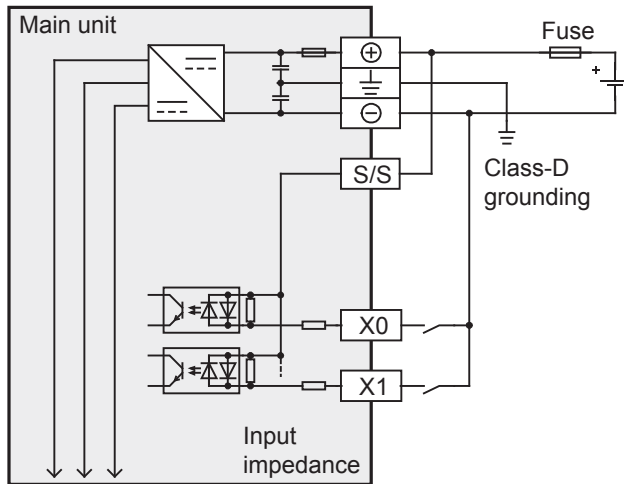 Main unit
Fuse
+
S/S
Class-D
grounding
X0
X1
Input
impedance